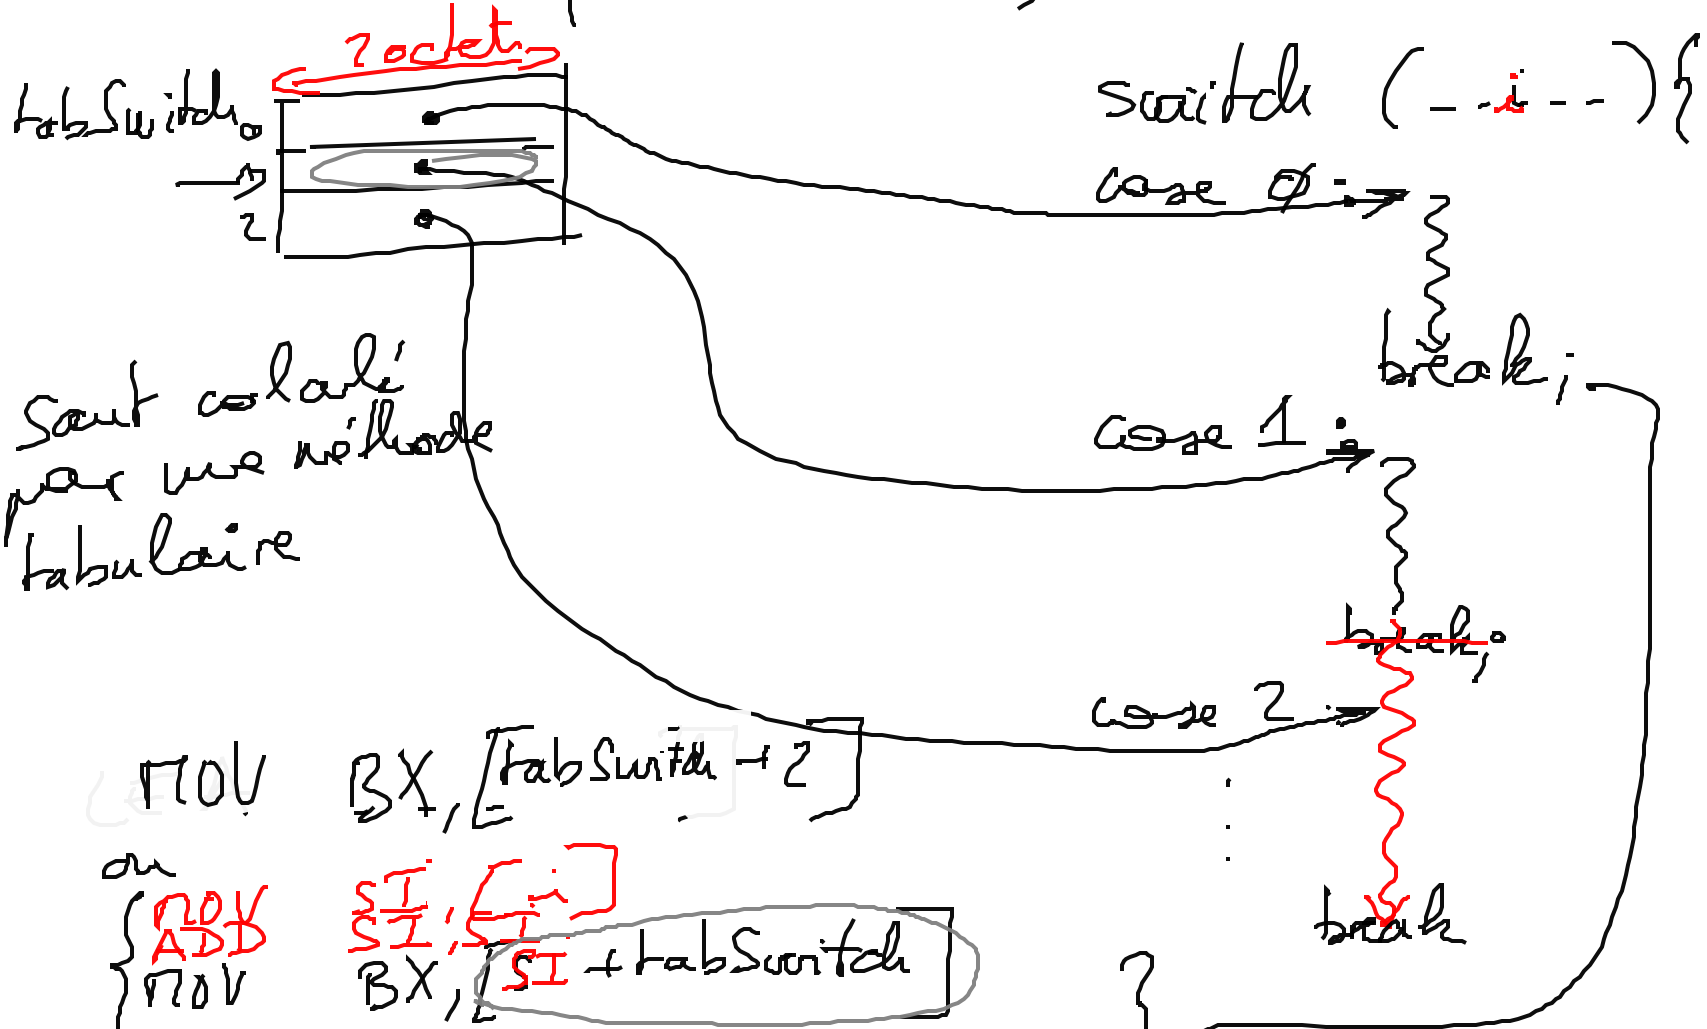 2 octets
tabSwitch 0
→ 1
2
switch (- - i - - -) {
case 0 :
break ;
Saut calculé
par une méthode
tabulaire
case 1 :
break ;
case 2 :
MOV BX, [tabSwitch + 2]
ou
MOV SI, [i]
ADD SI, SI
MOV BX, [SI + tabSwitch]
break
}